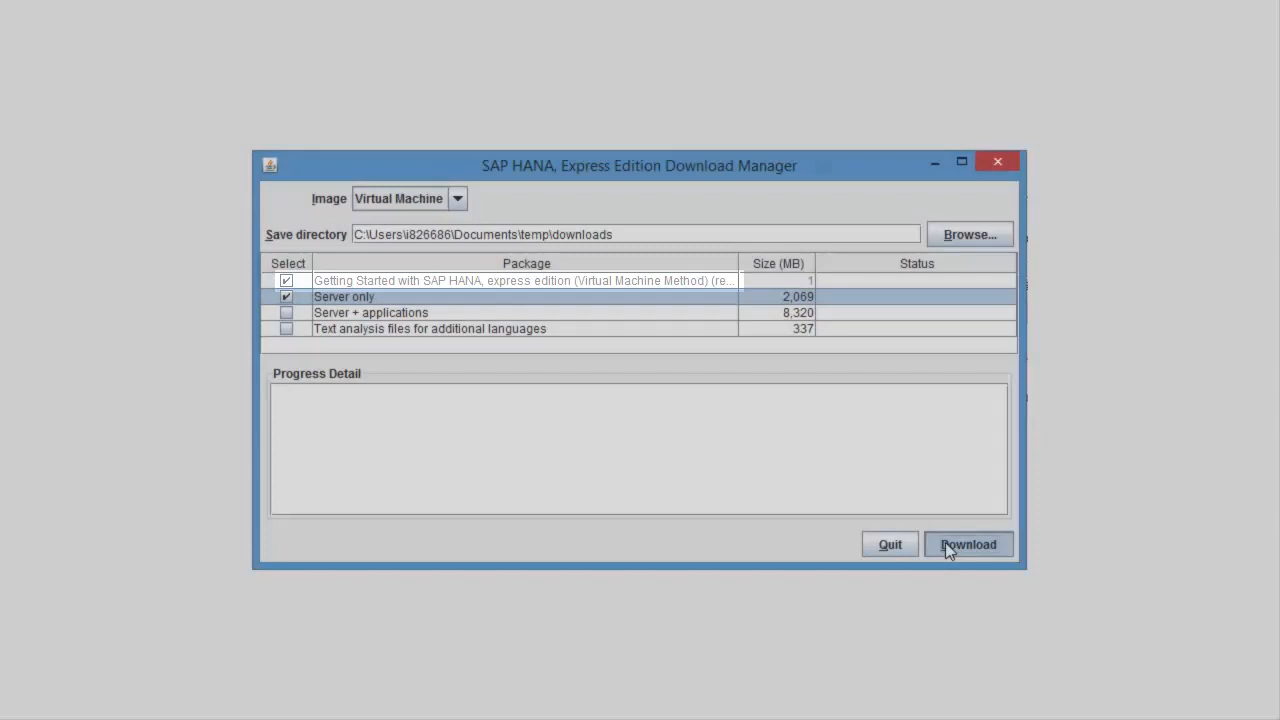 SAP HANA, Express Edition Download Manager
Image Virtual Machine
Save directory C:\Users\i826686\Documents\temp\downloads Browse...
Select Package Size (MB) Status
Getting Started with SAP HANA, express edition (Virtual Machine Method) (re... 1
Server only 2,069
Server + applications 8,320
Text analysis files for additional languages 337
Progress Detail
Quit Download